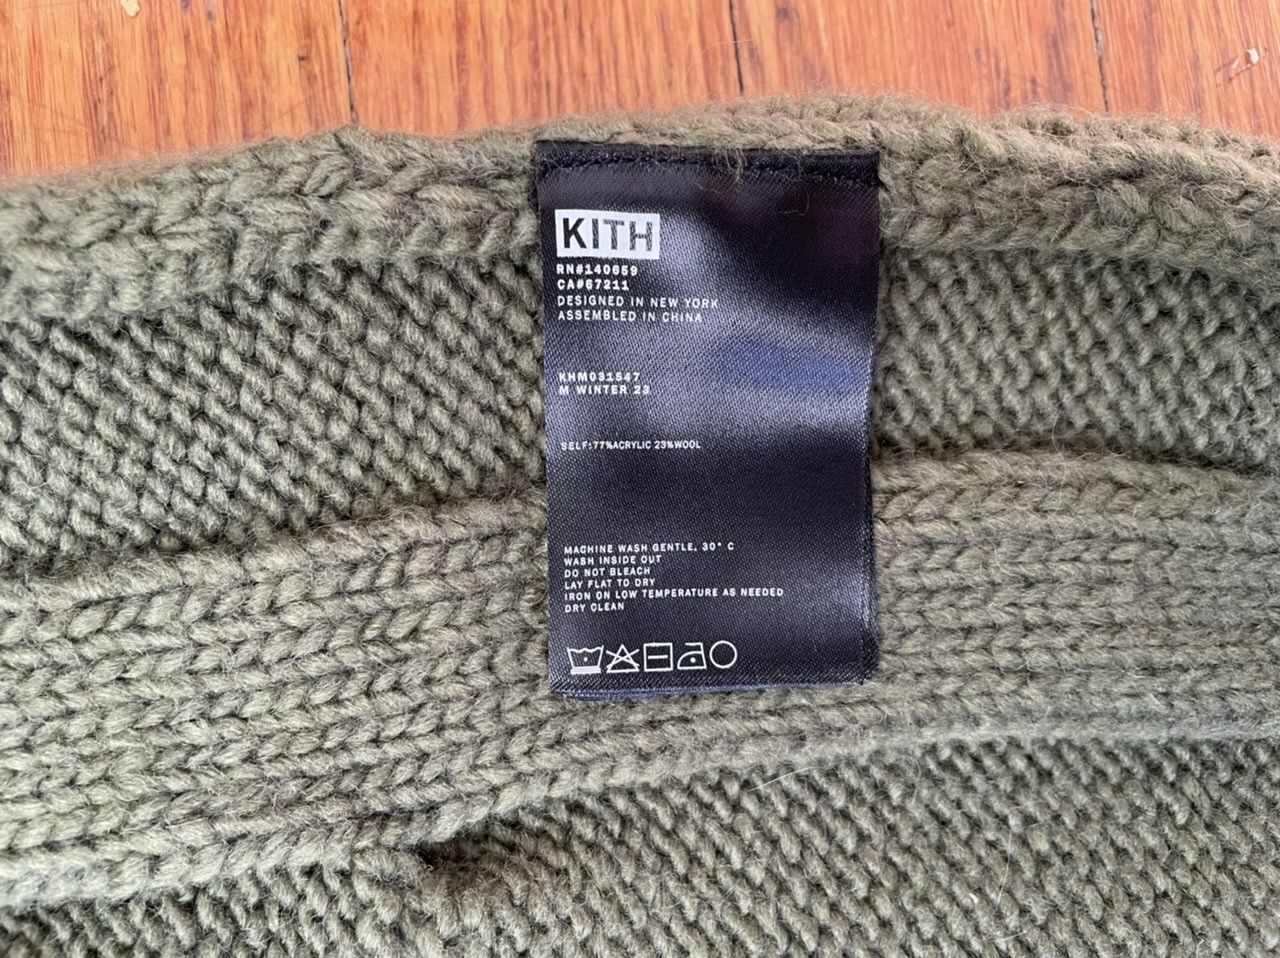 KITH
RN#140659
CA#67211
DESIGNED IN NEW YORK
ASSEMBLED IN CHINA
KHM031547
M WINTER 23
SELF:77%ACRYLIC 23%WOOL
MACHINE WASH GENTLE, 30° C
WASH INSIDE OUT
DO NOT BLEACH
LAY FLAT TO DRY
IRON ON LOW TEMPERATURE AS NEEDED
DRY CLEAN